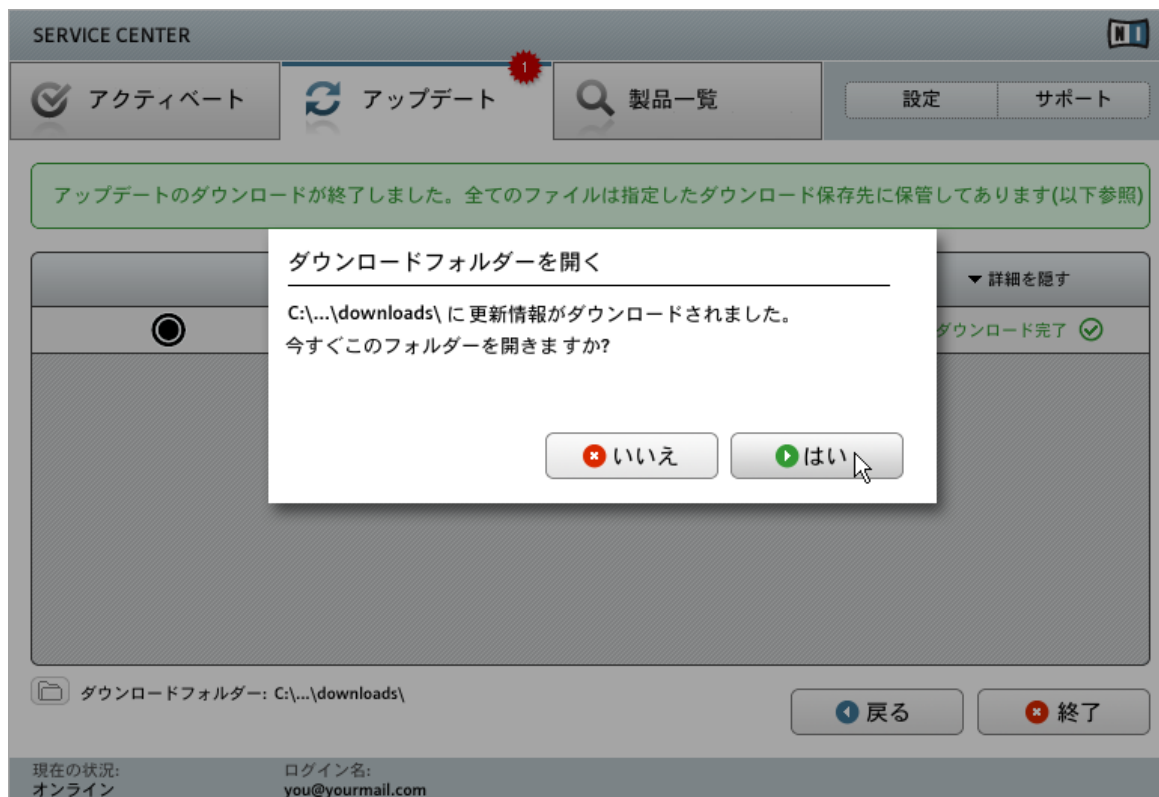 SERVICE CENTER
NI
アクティベート
アップデート
1
製品一覧
設定
サポート
アップデートのダウンロードが終了しました。全てのファイルは指定したダウンロード保存先に保管してあります(以下参照)
▼詳細を隠す
ダウンロード完了
ダウンロードフォルダーを開く
C:\...\downloads\ に更新情報がダウンロードされました。
今すぐこのフォルダーを開きますか?
いいえ
はい
ダウンロードフォルダー: C:\...\downloads\
戻る
終了
現在の状況:
オンライン
ログイン名:
you@yourmail.com